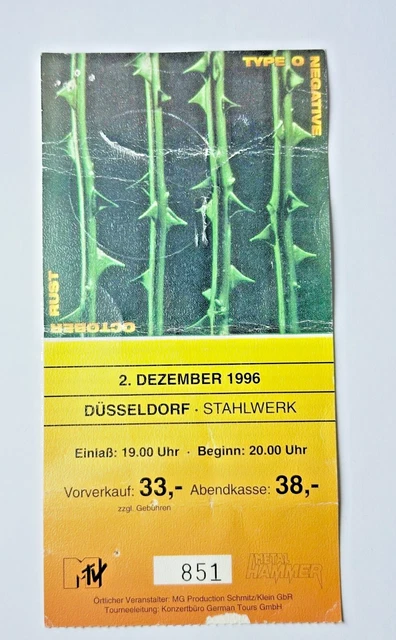 TYPE O
NEGATIVE
OCTOBER
RUST
2. DEZEMBER 1996
DÜSSELDORF · STAHLWERK
Einlaß: 19.00 Uhr · Beginn: 20.00 Uhr
Vorverkauf: 33,- Abendkasse: 38,-
zzgl. Gebühren
MTV
851
METAL
HAMMER
Örtlicher Veranstalter: MG Production Schmitz/Klein GbR
Tourneeleitung: Konzertbüro German Tours GmbH